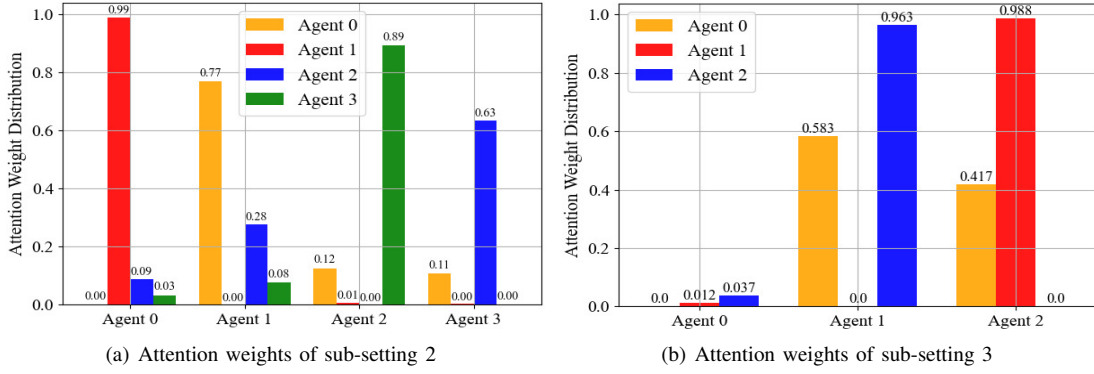 1.0
0.8
0.6
0.4
0.2
0.0
Attention Weight Distribution
Agent 0
Agent 1
Agent 2
Agent 3
0.00 0.99 0.09 0.03
0.77 0.00 0.28 0.08
0.12 0.01 0.00 0.89
0.11 0.00 0.63 0.00
Agent 0 Agent 1 Agent 2 Agent 3
(a) Attention weights of sub-setting 2
1.0
0.8
0.6
0.4
0.2
0.0
Attention Weight Distribution
Agent 0
Agent 1
Agent 2
0.0 0.012 0.037
0.583 0.0 0.963
0.417 0.988 0.0
Agent 0 Agent 1 Agent 2
(b) Attention weights of sub-setting 3